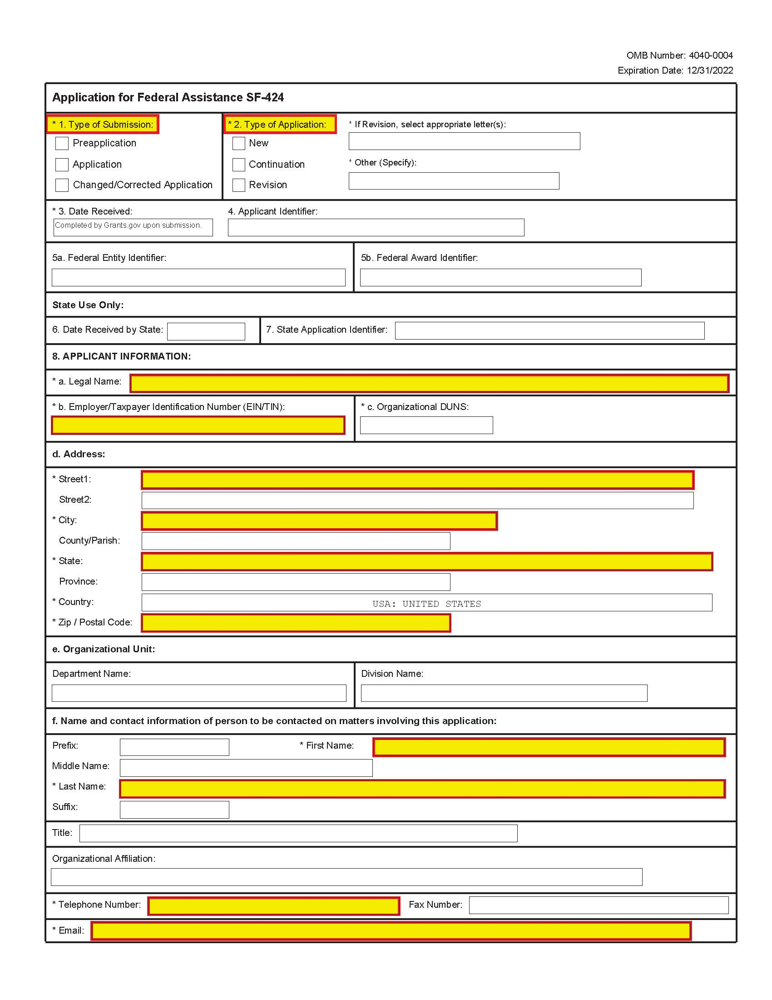 OMB Number: 4040-0004
Expiration Date: 12/31/2022
Application for Federal Assistance SF-424
* 1. Type of Submission:
Preapplication
Application
Changed/Corrected Application
* 2. Type of Application:
New
Continuation
Revision
* If Revision, select appropriate letter(s):
* Other (Specify):
* 3. Date Received:
Completed by Grants.gov upon submission.
4. Applicant Identifier:
5a. Federal Entity Identifier:
5b. Federal Award Identifier:
State Use Only:
6. Date Received by State:
7. State Application Identifier:
8. APPLICANT INFORMATION:
* a. Legal Name:
* b. Employer/Taxpayer Identification Number (EIN/TIN):
* c. Organizational DUNS:
d. Address:
* Street1:
Street2:
* City:
County/Parish:
* State:
Province:
* Country:
USA: UNITED STATES
* Zip / Postal Code:
e. Organizational Unit:
Department Name:
Division Name:
f. Name and contact information of person to be contacted on matters involving this application:
Prefix:
* First Name:
Middle Name:
* Last Name:
Suffix:
Title:
Organizational Affiliation:
* Telephone Number:
Fax Number:
* Email: